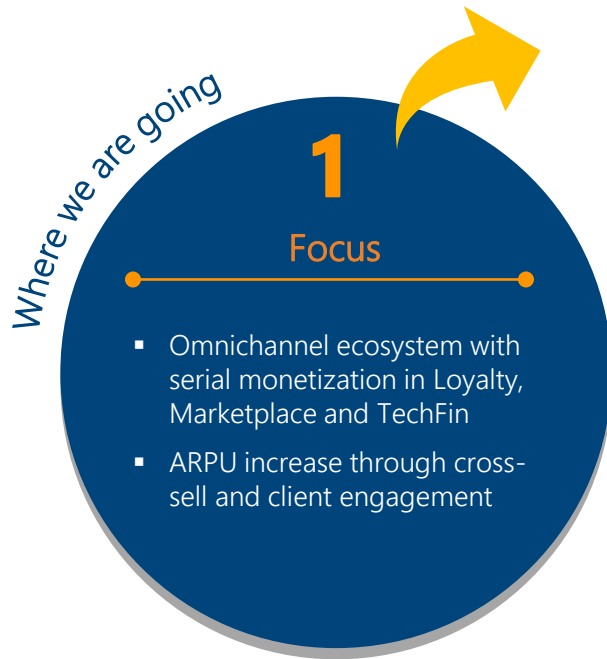 Where we are going
1
Focus
▪ Omnichannel ecosystem with
serial monetization in Loyalty,
Marketplace and TechFin
▪ ARPU increase through cross-
sell and client engagement